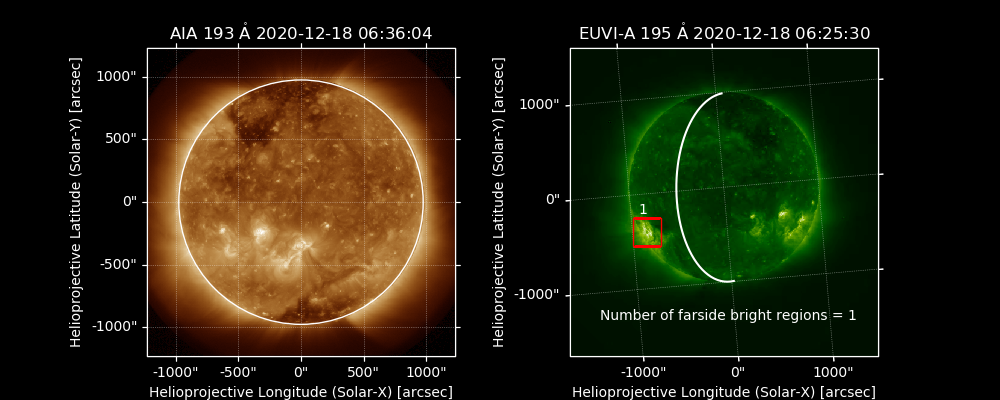 AIA 193 Å 2020-12-18 06:36:04
Helioprojective Latitude (Solar-Y) [arcsec]
1000"
500"
0"
-500"
-1000"
-1000"
-500"
0"
500"
1000"
Helioprojective Longitude (Solar-X) [arcsec]
EUVI-A 195 Å 2020-12-18 06:25:30
Helioprojective Latitude (Solar-Y) [arcsec]
1000"
0"
-1000"
1
Number of farside bright regions = 1
-1000"
0"
1000"
Helioprojective Longitude (Solar-X) [arcsec]